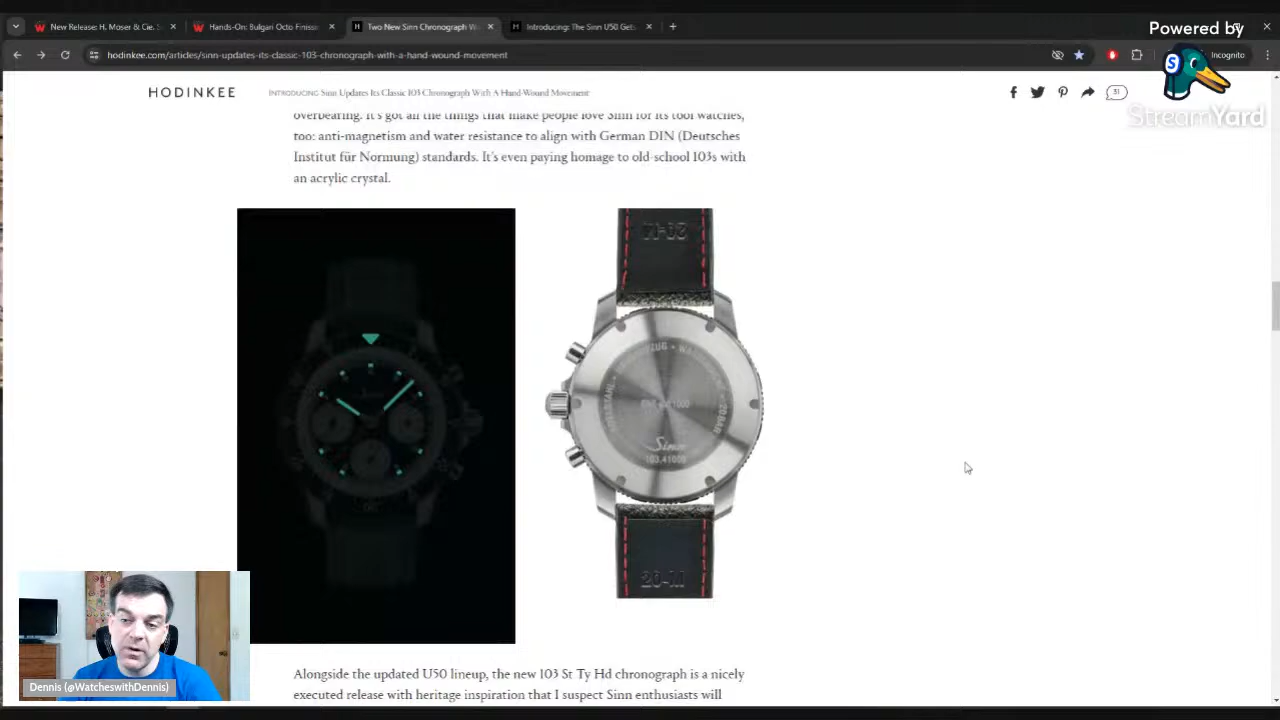 New Release: H. Moser & Cie. S
Hands-On: Bulgari Octo Finissi
Two New Sinn Chronograph W
Introducing: The Sinn U50 Gets
hodinkee.com/articles/sinn-updates-its-classic-103-chronograph-with-a-hand-wound-movement
Incognito
Powered by
S
StreamYard
HODINKEE
INTRODUCING Sinn Updates Its Classic 103 Chronograph With A Hand-Wound Movement
31
overbearing. It's got all the things that make people love Sinn for its tool watches,
too: anti-magnetism and water resistance to align with German DIN (Deutsches
Institut für Normung) standards. It's even paying homage to old-school 103s with
an acrylic crystal.
20 BAR
Sinn
20-M
Dennis (@WatcheswithDennis)
Alongside the updated U50 lineup, the new 103 St Ty Hd chronograph is a nicely
executed release with heritage inspiration that I suspect Sinn enthusiasts will